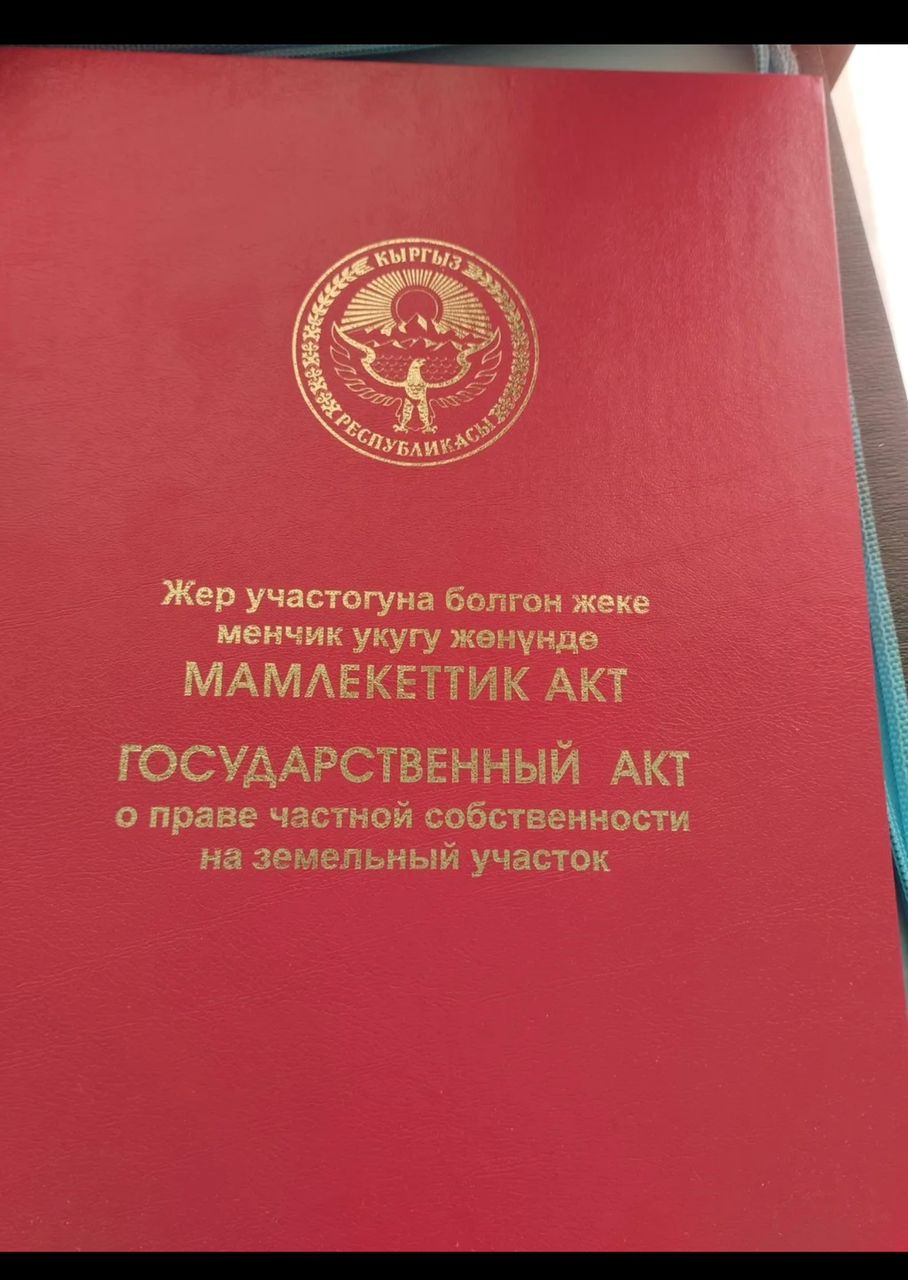 КЫРГЫЗ
РЕСПУБЛИКАСЫ
Жер участогуна болгон жеке
менчик укугу жөнүндө
МАМЛЕКЕТТИК АКТ
ГОСУДАРСТВЕННЫЙ АКТ
о праве частной собственности
на земельный участок